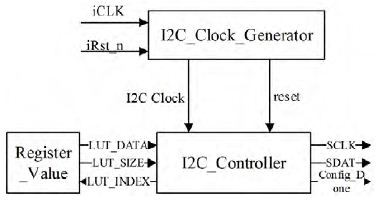 iCLK
iRst_n
I2C_Clock_Generator
I2C Clock
reset
Register
_Value
LUT_DATA
LUT_SIZE
LUT_INDEX
I2C_Controller
SCLK
SDAT
Config_D
one